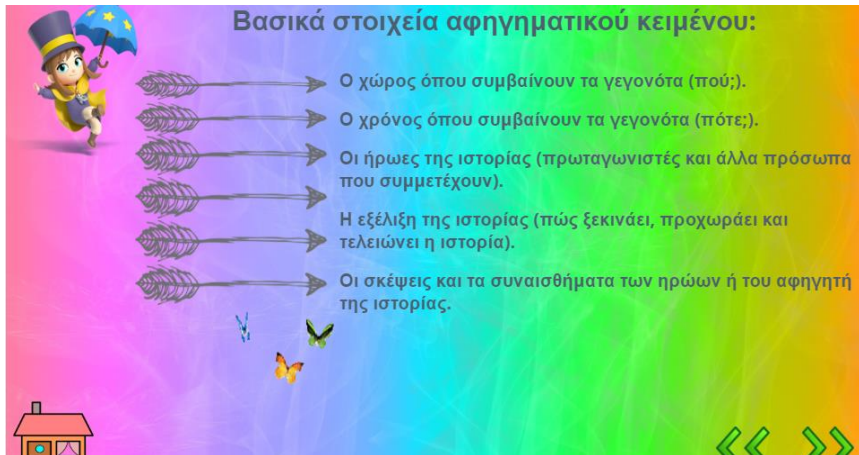 Βασικά στοιχεία αφηγηματικού κειμένου:
Ο χώρος όπου συμβαίνουν τα γεγονότα (πού;).
Ο χρόνος όπου συμβαίνουν τα γεγονότα (πότε;).
Οι ήρωες της ιστορίας (πρωταγωνιστές και άλλα πρόσωπα
που συμμετέχουν).
Η εξέλιξη της ιστορίας (πώς ξεκινάει, προχωράει και
τελειώνει η ιστορία).
Οι σκέψεις και τα συναισθήματα των ηρώων ή του αφηγητή
της ιστορίας.